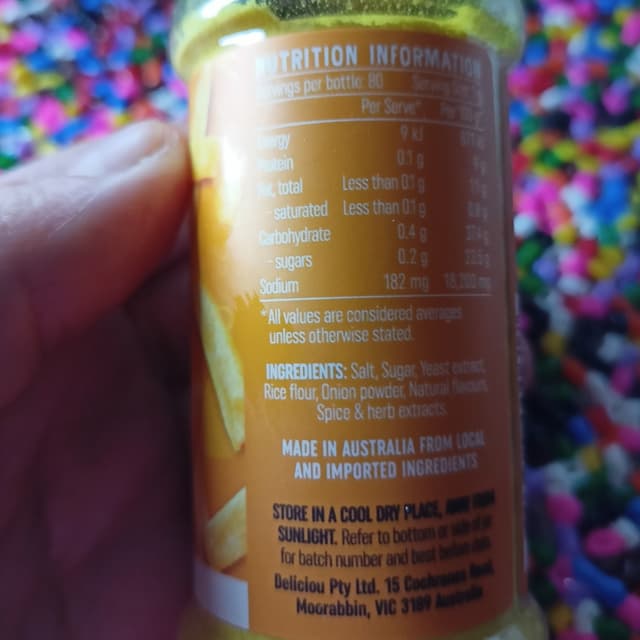 NUTRITION INFORMATION
Servings per bottle: 80 Serving
Per Serve* Per
Energy 9 kJ
Protein 0.1 g
Fat, total Less than 0.1 g
- saturated Less than 0.1 g
Carbohydrate 0.4 g
- sugars 0.2 g
Sodium 182 mg 18,200 mg
*All values are considered averages
unless otherwise stated.
INGREDIENTS: Salt, Sugar, Yeast extract,
Rice flour, Onion powder, Natural flavours,
Spice & herb extracts.
MADE IN AUSTRALIA FROM LOCAL
AND IMPORTED INGREDIENTS
STORE IN A COOL DRY PLACE, AWAY FROM
SUNLIGHT. Refer to bottom or side of jar
for batch number and best before date.
Deliciou Pty Ltd. 15 Cochranes Road,
Moorabbin, VIC 3189 Australia